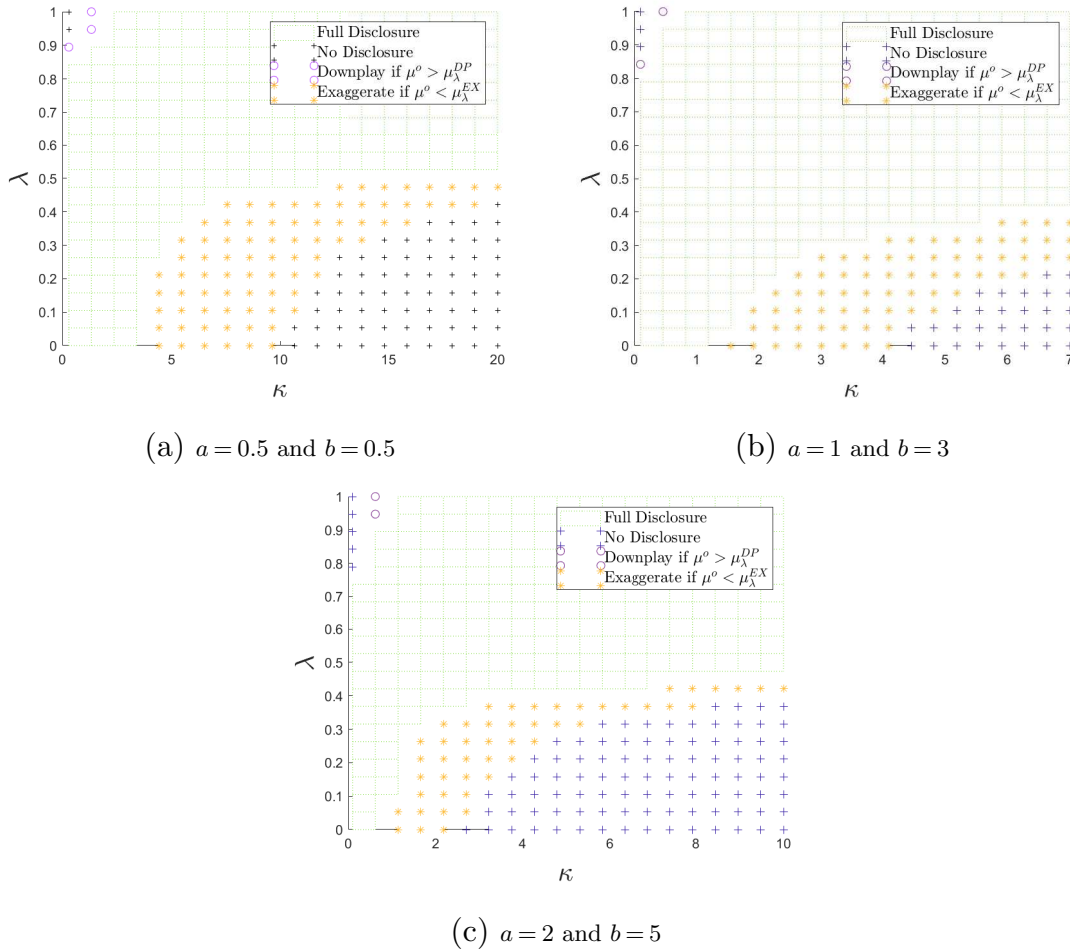 1
0.9
0.8
0.7
0.6
0.5
0.4
0.3
0.2
0.1
0
λ
0
5
10
15
20
κ
Full Disclosure
No Disclosure
Downplay if μ° > μ_λ^{DP}
Exaggerate if μ° < μ_λ^{EX}
(a) a = 0.5 and b = 0.5
1
0.9
0.8
0.7
0.6
0.5
0.4
0.3
0.2
0.1
0
λ
0
1
2
3
4
5
6
7
κ
Full Disclosure
No Disclosure
Downplay if μ° > μ_λ^{DP}
Exaggerate if μ° < μ_λ^{EX}
(b) a = 1 and b = 3
1
0.9
0.8
0.7
0.6
0.5
0.4
0.3
0.2
0.1
0
λ
0
2
4
6
8
10
κ
Full Disclosure
No Disclosure
Downplay if μ° > μ_λ^{DP}
Exaggerate if μ° < μ_λ^{EX}
(c) a = 2 and b = 5